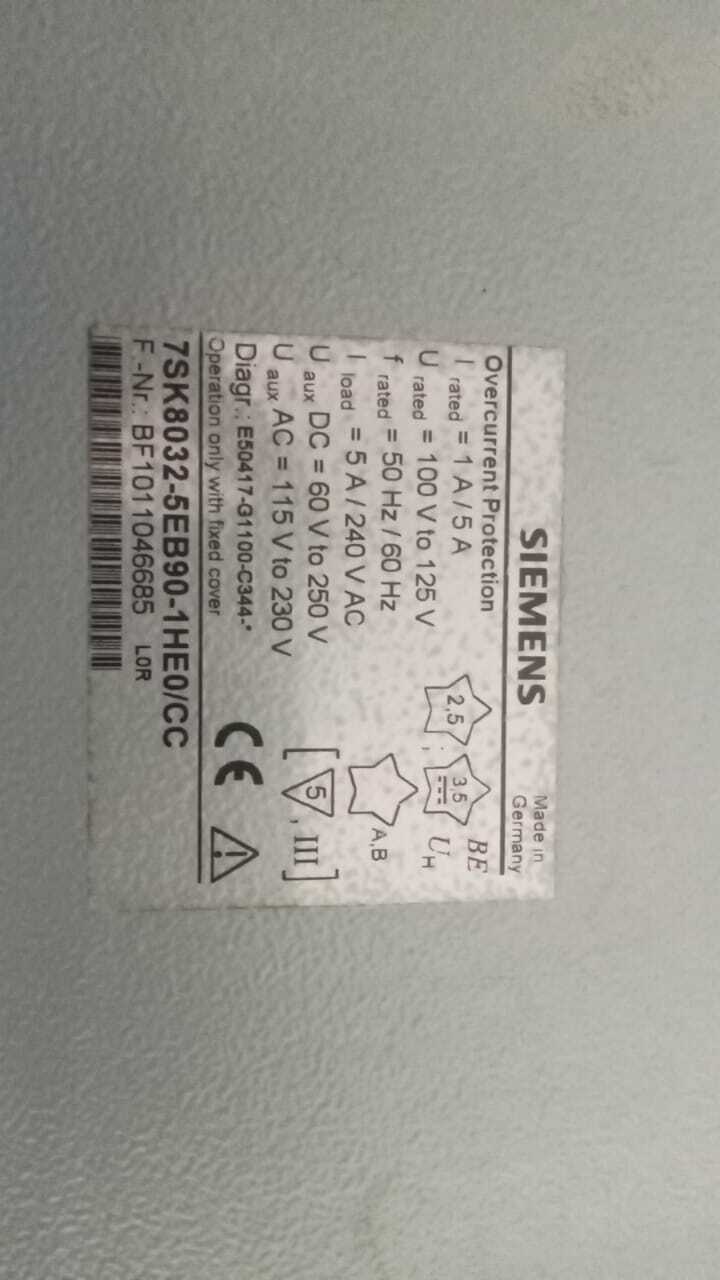 SIEMENS
Made in
Germany
Overcurrent Protection
I rated = 1 A / 5 A
U rated = 100 V to 125 V
f rated = 50 Hz / 60 Hz
I load = 5 A / 240 V AC
U aux DC = 60 V to 250 V
U aux AC = 115 V to 230 V
BE
2,5 ; 3,5 UH
A,B
[ 5 , III ]
Diagr.: E50417-G1100-C344-*
Operation only with fixed cover
CE
7SK8032-5EB90-1HE0/CC
F.-Nr.: BF1011046685 L0R